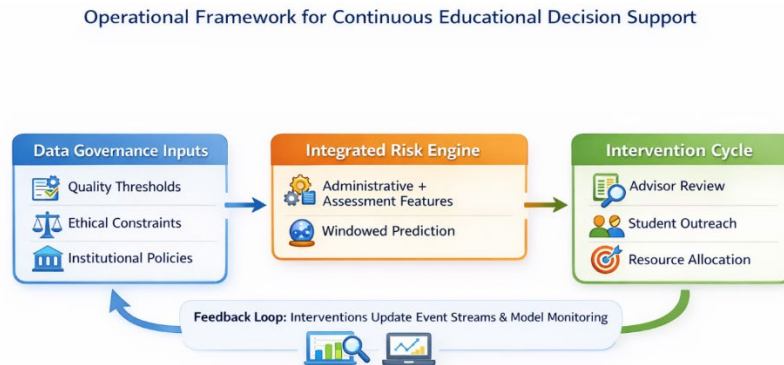 Operational Framework for Continuous Educational Decision Support
Data Governance Inputs
Quality Thresholds
Ethical Constraints
Institutional Policies
Integrated Risk Engine
Administrative +
Assessment Features
Windowed Prediction
Intervention Cycle
Advisor Review
Student Outreach
Resource Allocation
Feedback Loop: Interventions Update Event Streams & Model Monitoring